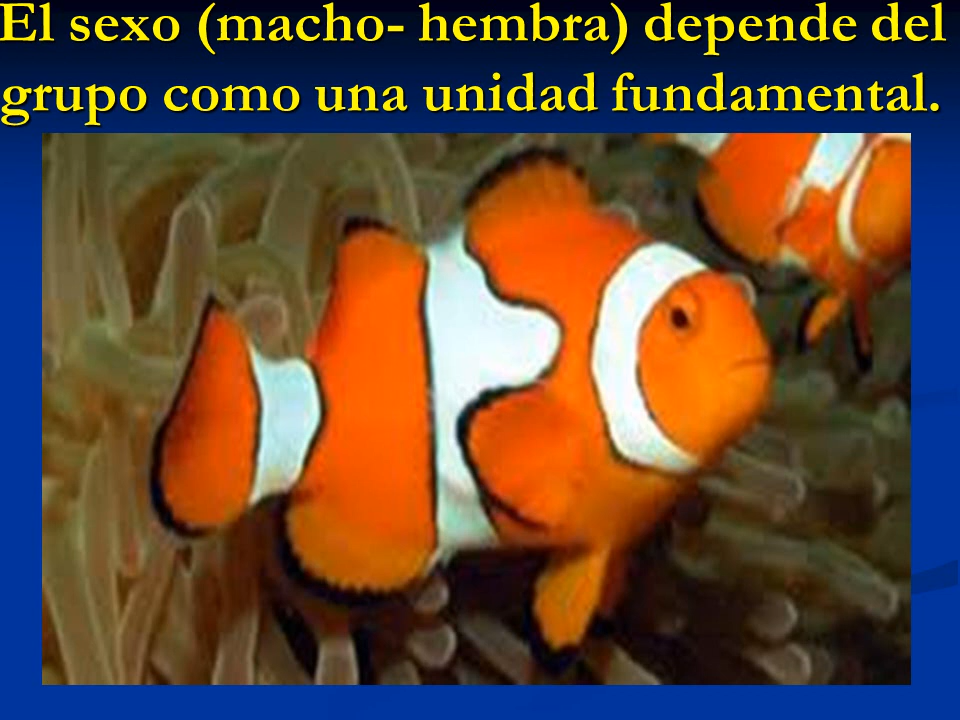 El sexo (macho- hembra) depende del
grupo como una unidad fundamental.